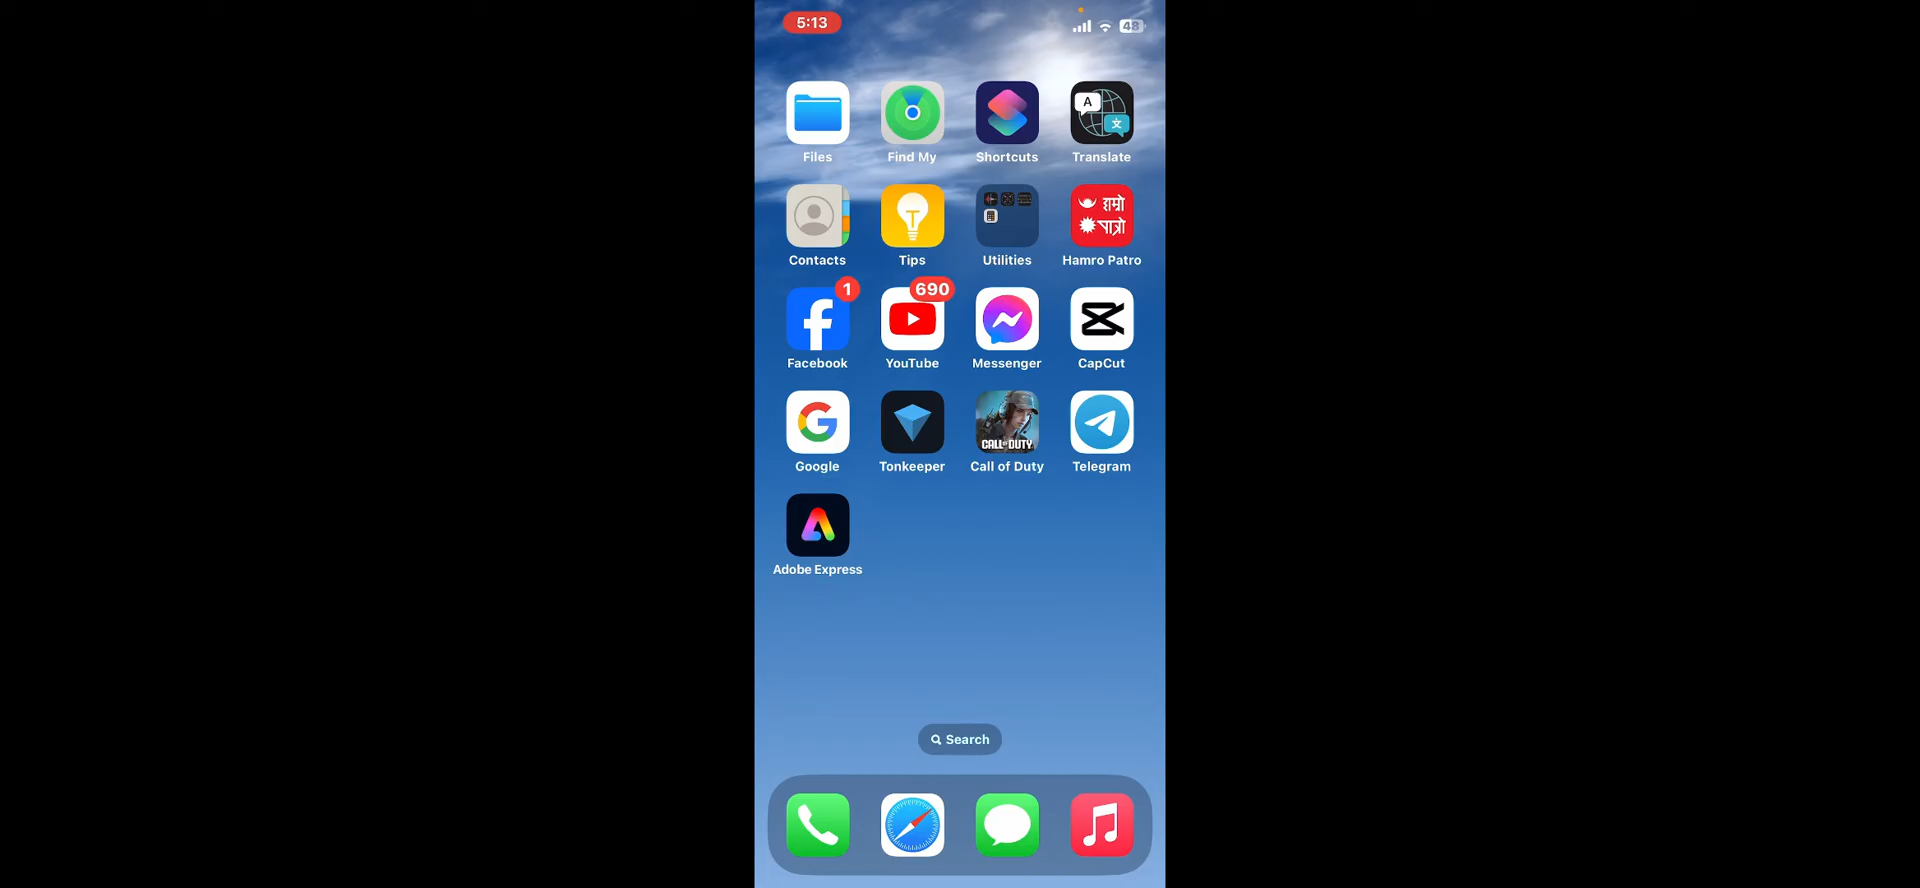 5:13
48
A
文
Files
Find My
Shortcuts
Translate
हाम्रो
पात्रो
Contacts
Tips
Utilities
Hamro Patro
1
690
Facebook
YouTube
Messenger
CapCut
CALL OF DUTY
Google
Tonkeeper
Call of Duty
Telegram
Adobe Express
Search